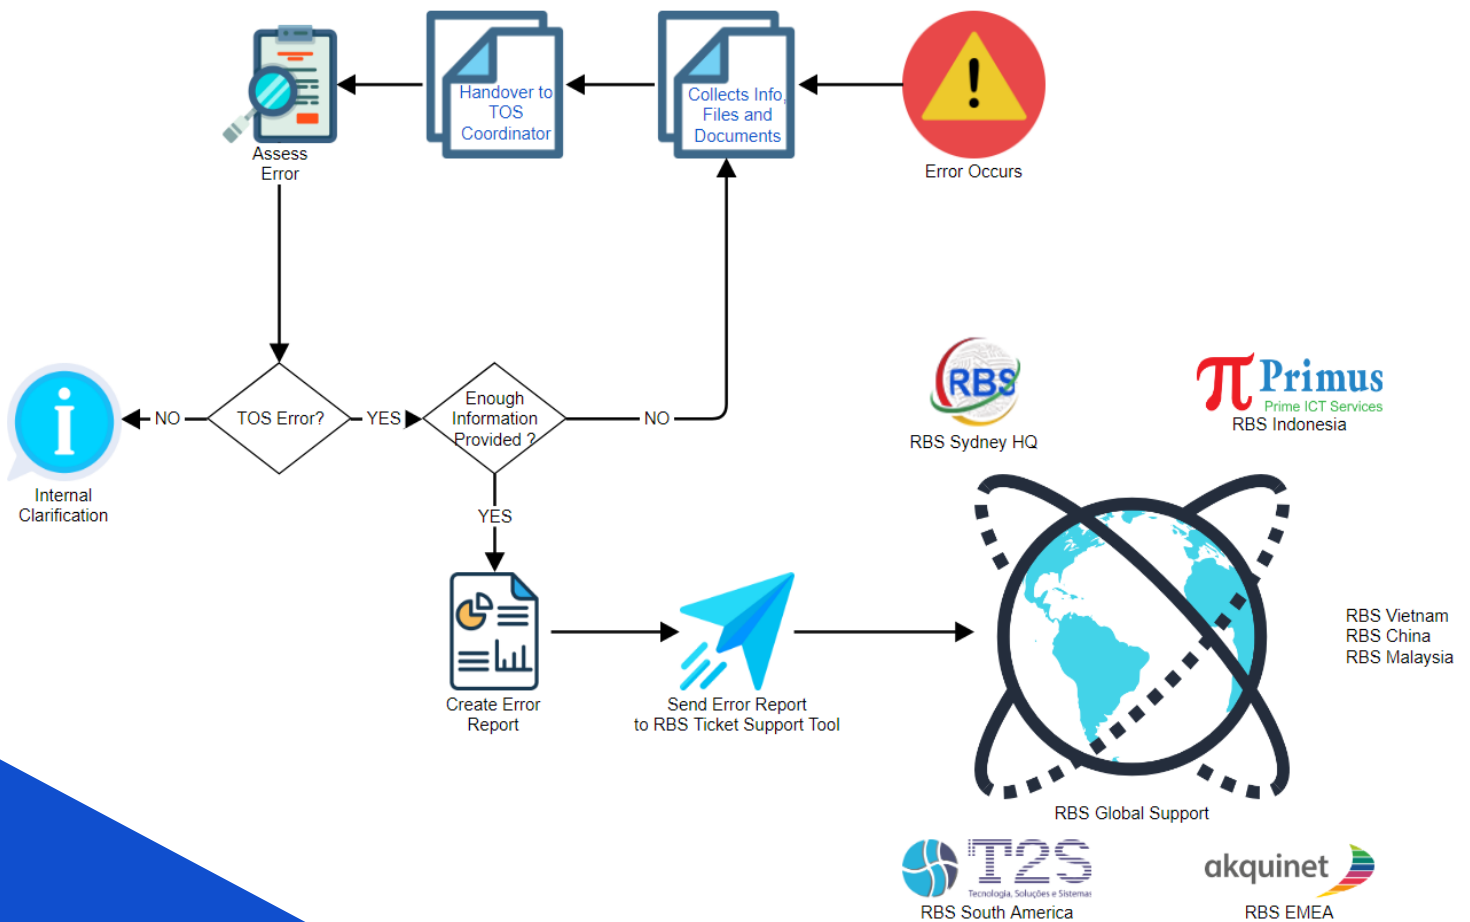 Handover to
TOS
Coordinator
Collects Info,
Files and
Documents
Assess
Error
Error Occurs
NO
TOS Error?
YES
Enough
Information
Provided ?
NO
Internal
Clarification
YES
Create Error
Report
Send Error Report
to RBS Ticket Support Tool
RBS
RBS Sydney HQ
π Primus
Prime ICT Services
RBS Indonesia
RBS Vietnam
RBS China
RBS Malaysia
RBS Global Support
T2S
Tecnologia, Soluções e Sistemas
RBS South America
akquinet
RBS EMEA